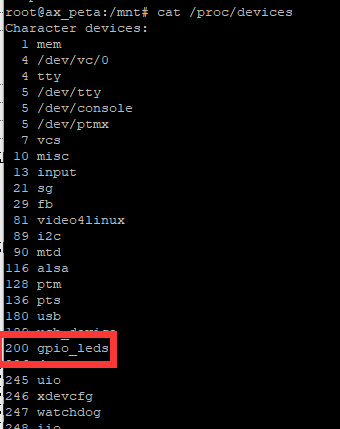 root@ax_peta:/mnt# cat /proc/devices
Character devices:
1 mem
4 /dev/vc/0
4 tty
5 /dev/tty
5 /dev/console
5 /dev/ptmx
7 vcs
10 misc
13 input
21 sg
29 fb
81 video4linux
89 i2c
90 mtd
116 alsa
128 ptm
136 pts
180 usb
189 usb_device
200 gpio_leds
245 uio
246 xdevcfg
247 watchdog
248 iio